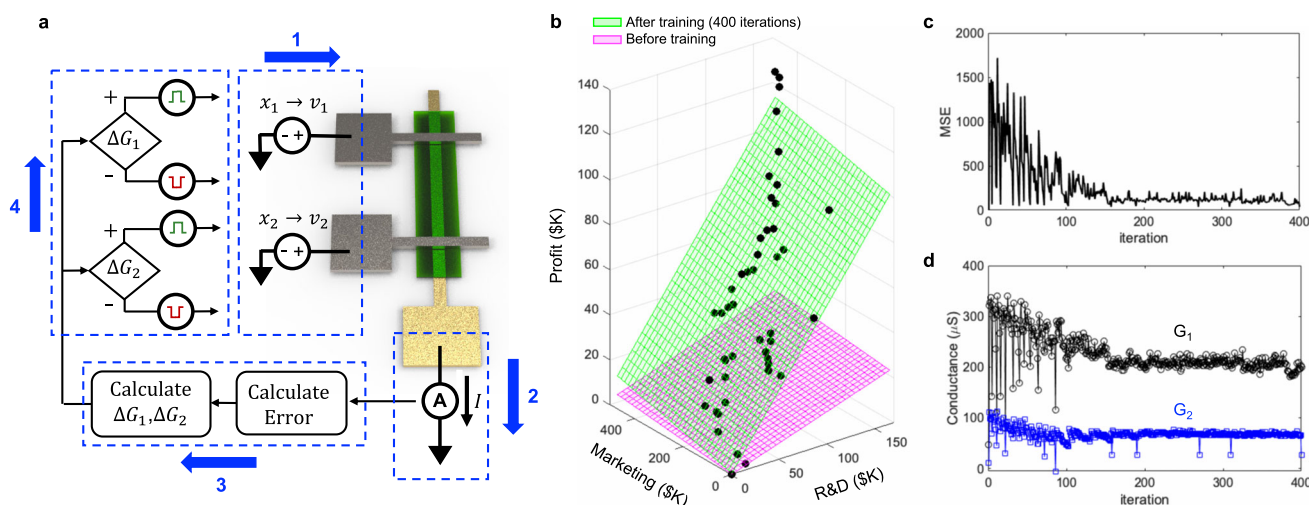 a
1
x₁ → v₁
- +
+
ΔG₁
-
x₂ → v₂
- +
+
ΔG₂
-
4
A
I
2
Calculate
ΔG₁,ΔG₂
Calculate
Error
3
b
After training (400 iterations)
Before training
Profit ($K)
140
120
100
80
60
40
20
0
Marketing ($K)
400
200
0
R&D ($K)
0
50
100
150
c
MSE
2000
1500
1000
500
0
0
100
200
300
400
iteration
d
Conductance (μS)
400
300
200
100
0
G₁
G₂
0
100
200
300
400
iteration